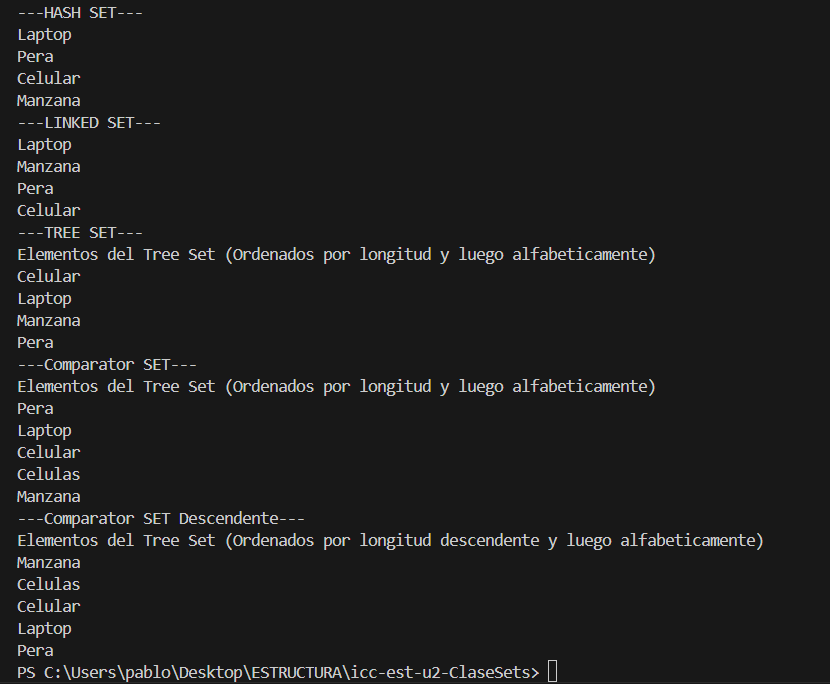 ---HASH SET---
Laptop
Pera
Celular
Manzana
---LINKED SET---
Laptop
Manzana
Pera
Celular
---TREE SET---
Elementos del Tree Set (Ordenados por longitud y luego alfabeticamente)
Celular
Laptop
Manzana
Pera
---Comparator SET---
Elementos del Tree Set (Ordenados por longitud y luego alfabeticamente)
Pera
Laptop
Celular
Celulas
Manzana
---Comparator SET Descendente---
Elementos del Tree Set (Ordenados por longitud descendente y luego alfabeticamente)
Manzana
Celulas
Celular
Laptop
Pera
PS C:\Users\pablo\Desktop\ESTRUCTURA\icc-est-u2-ClaseSets>